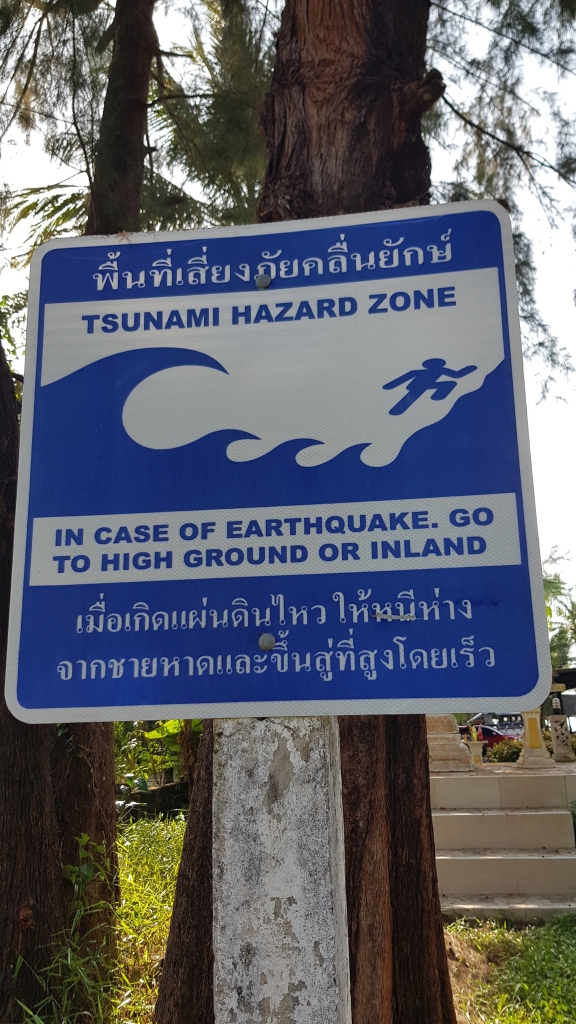 พื้นที่เสี่ยงภัยคลื่นยักษ์
TSUNAMI HAZARD ZONE
IN CASE OF EARTHQUAKE. GO
TO HIGH GROUND OR INLAND
เมื่อเกิดแผ่นดินไหว ให้หนีห่าง
จากชายหาดและขึ้นสู่ที่สูงโดยเร็ว